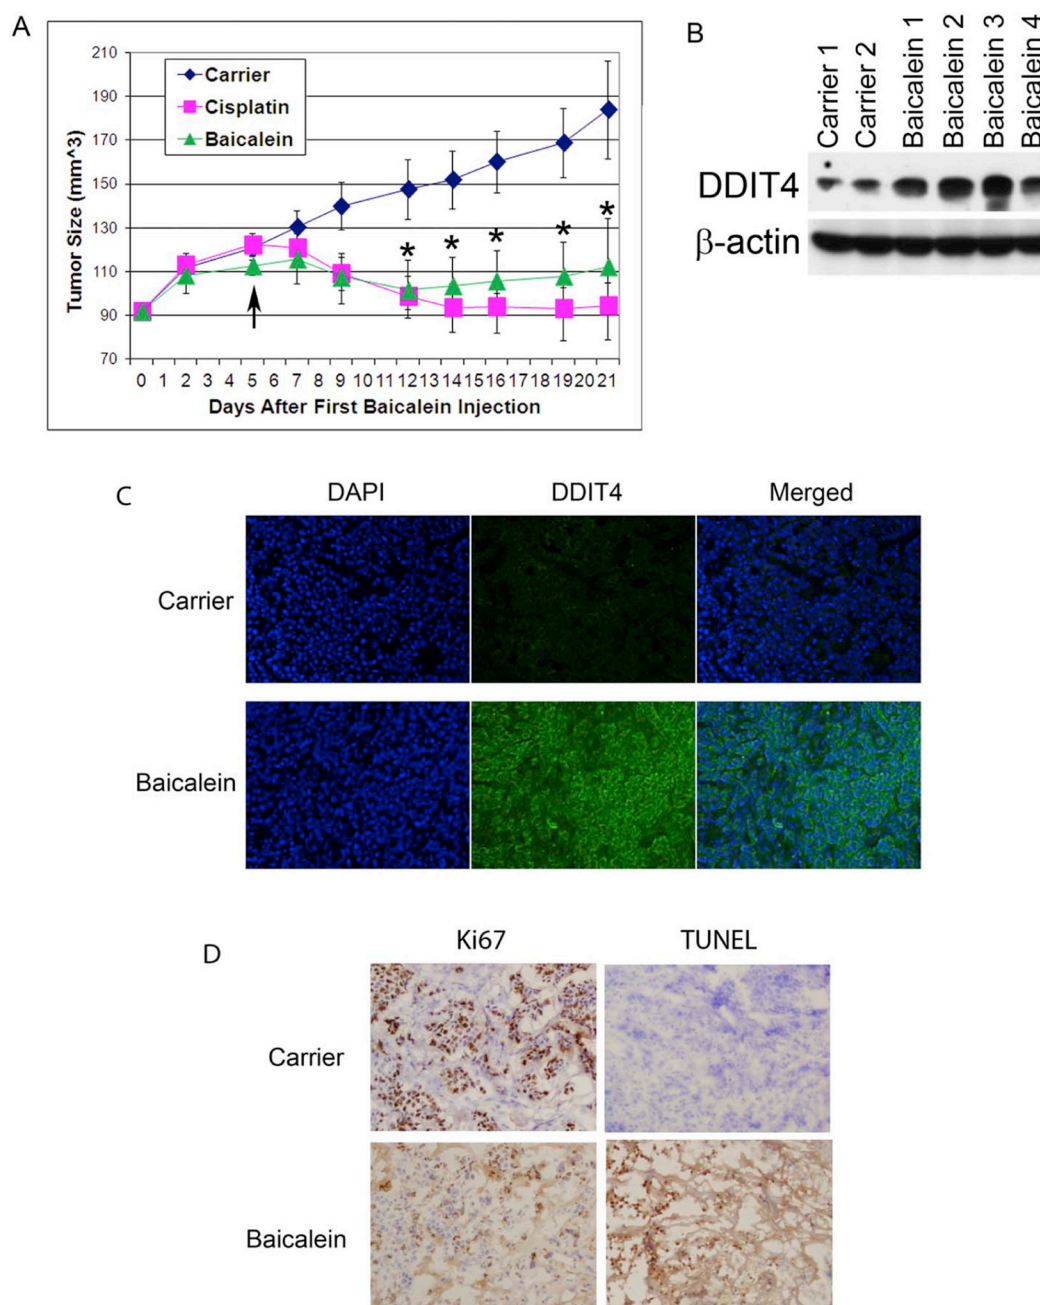 A
210
190
170
150
130
110
90
70
Tumor Size (mm^3)
Carrier
Cisplatin
Baicalein
*
*
*
*
*
0 1 2 3 4 5 6 7 8 9 10 11 12 13 14 15 16 17 18 19 20 21
Days After First Baicalein Injection
B
Carrier 1
Carrier 2
Baicalein 1
Baicalein 2
Baicalein 3
Baicalein 4
DDIT4
β-actin
C
DAPI DDIT4 Merged
Carrier
Baicalein
D
Ki67 TUNEL
Carrier
Baicalein